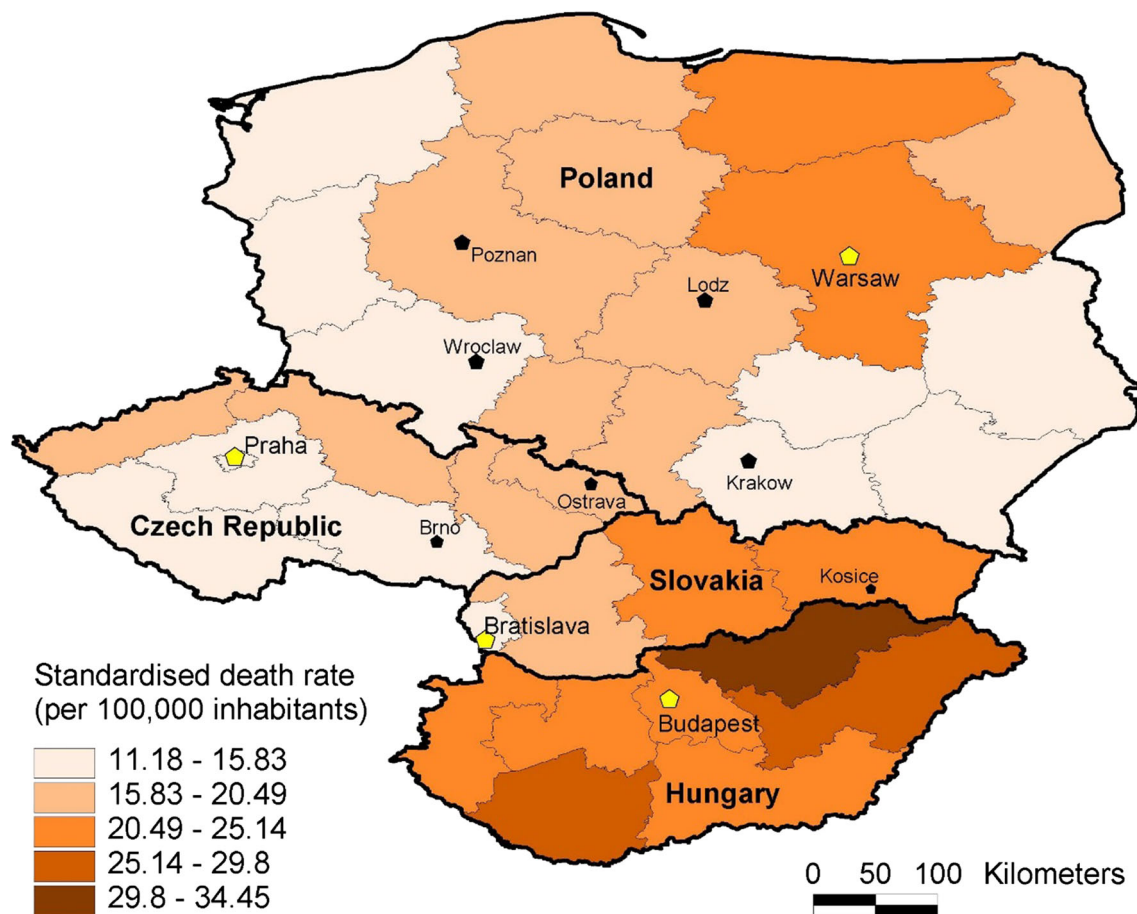 Poland
Poznan
Warsaw
Lodz
Wroclaw
Praha
Krakow
Ostrava
Czech Republic
Brno
Slovakia
Kosice
Bratislava
Budapest
Hungary
Standardised death rate
(per 100,000 inhabitants)
11.18 - 15.83
15.83 - 20.49
20.49 - 25.14
25.14 - 29.8
29.8 - 34.45
0 50 100 Kilometers